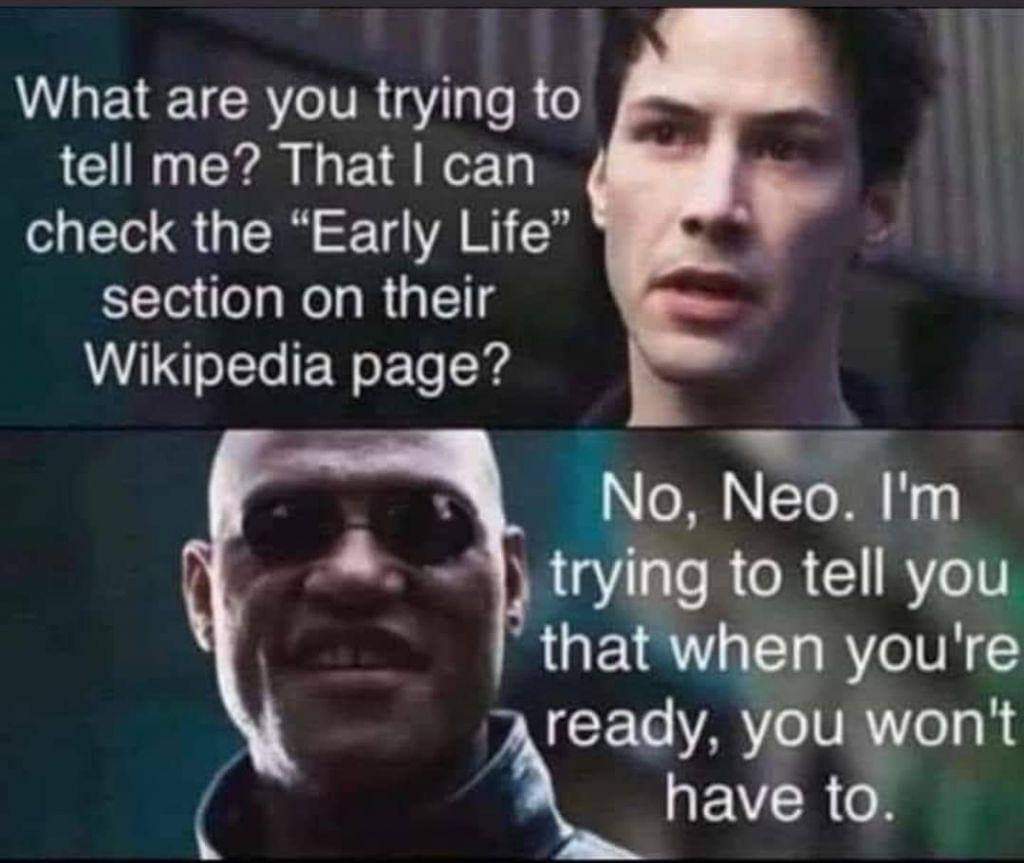 What are you trying to
tell me? That I can
check the “Early Life”
section on their
Wikipedia page?
No, Neo. I'm
trying to tell you
that when you're
ready, you won't
have to.